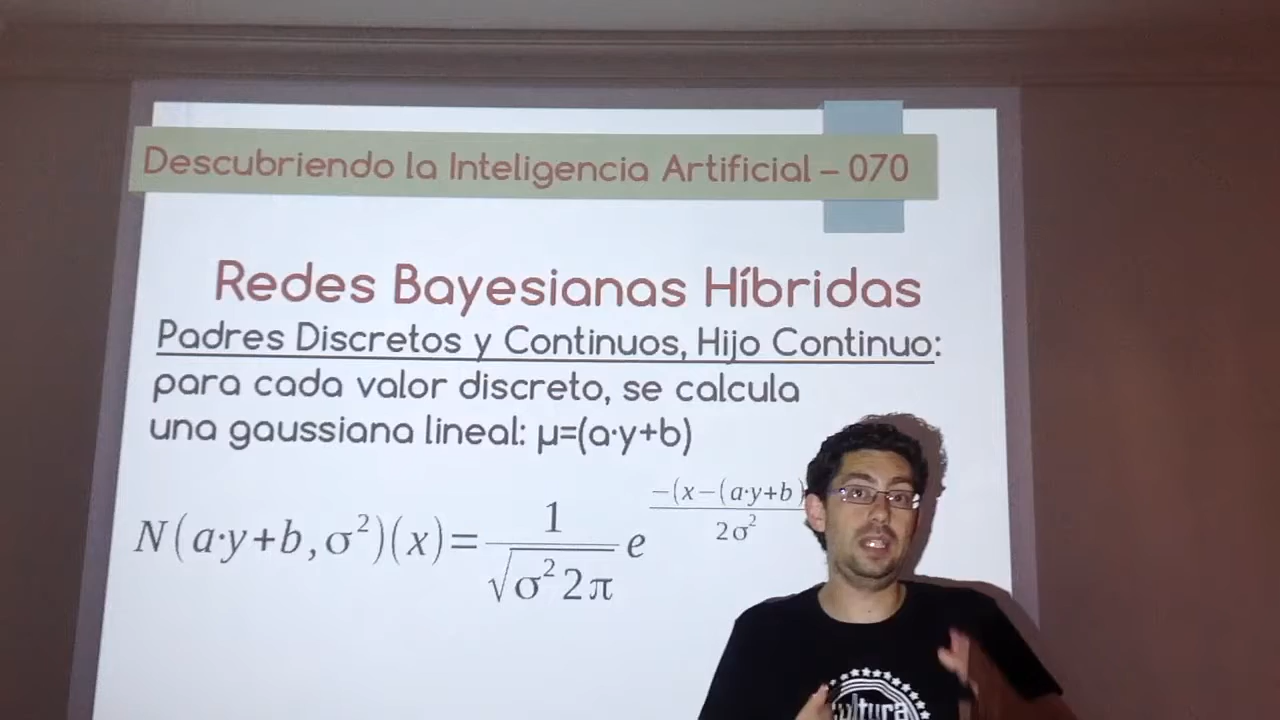 Descubriendo la Inteligencia Artificial – 070
Redes Bayesianas Híbridas
Padres Discretos y Continuos, Hijo Continuo:
para cada valor discreto, se calcula
una gaussiana lineal: μ=(a·y+b)
N(a·y+b,σ²)(x)= 1 / √σ²2π e −(x−(a·y+b) / 2σ²